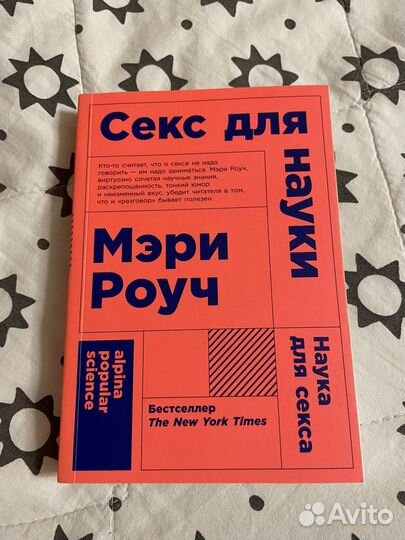 Секс для
науки
Кто-то считает, что о сексе не надо
говорить — им надо заниматься. Мэри Роуч,
виртуозно сочетая научные знания,
раскрепощенность, тонкий юмор
и неизменный вкус, убедит читателя в том,
что и «разговор» бывает полезен.
Мэри
Роуч
Наука
для секса
alpina
popular
science
Бестселлер
The New York Times
Avito